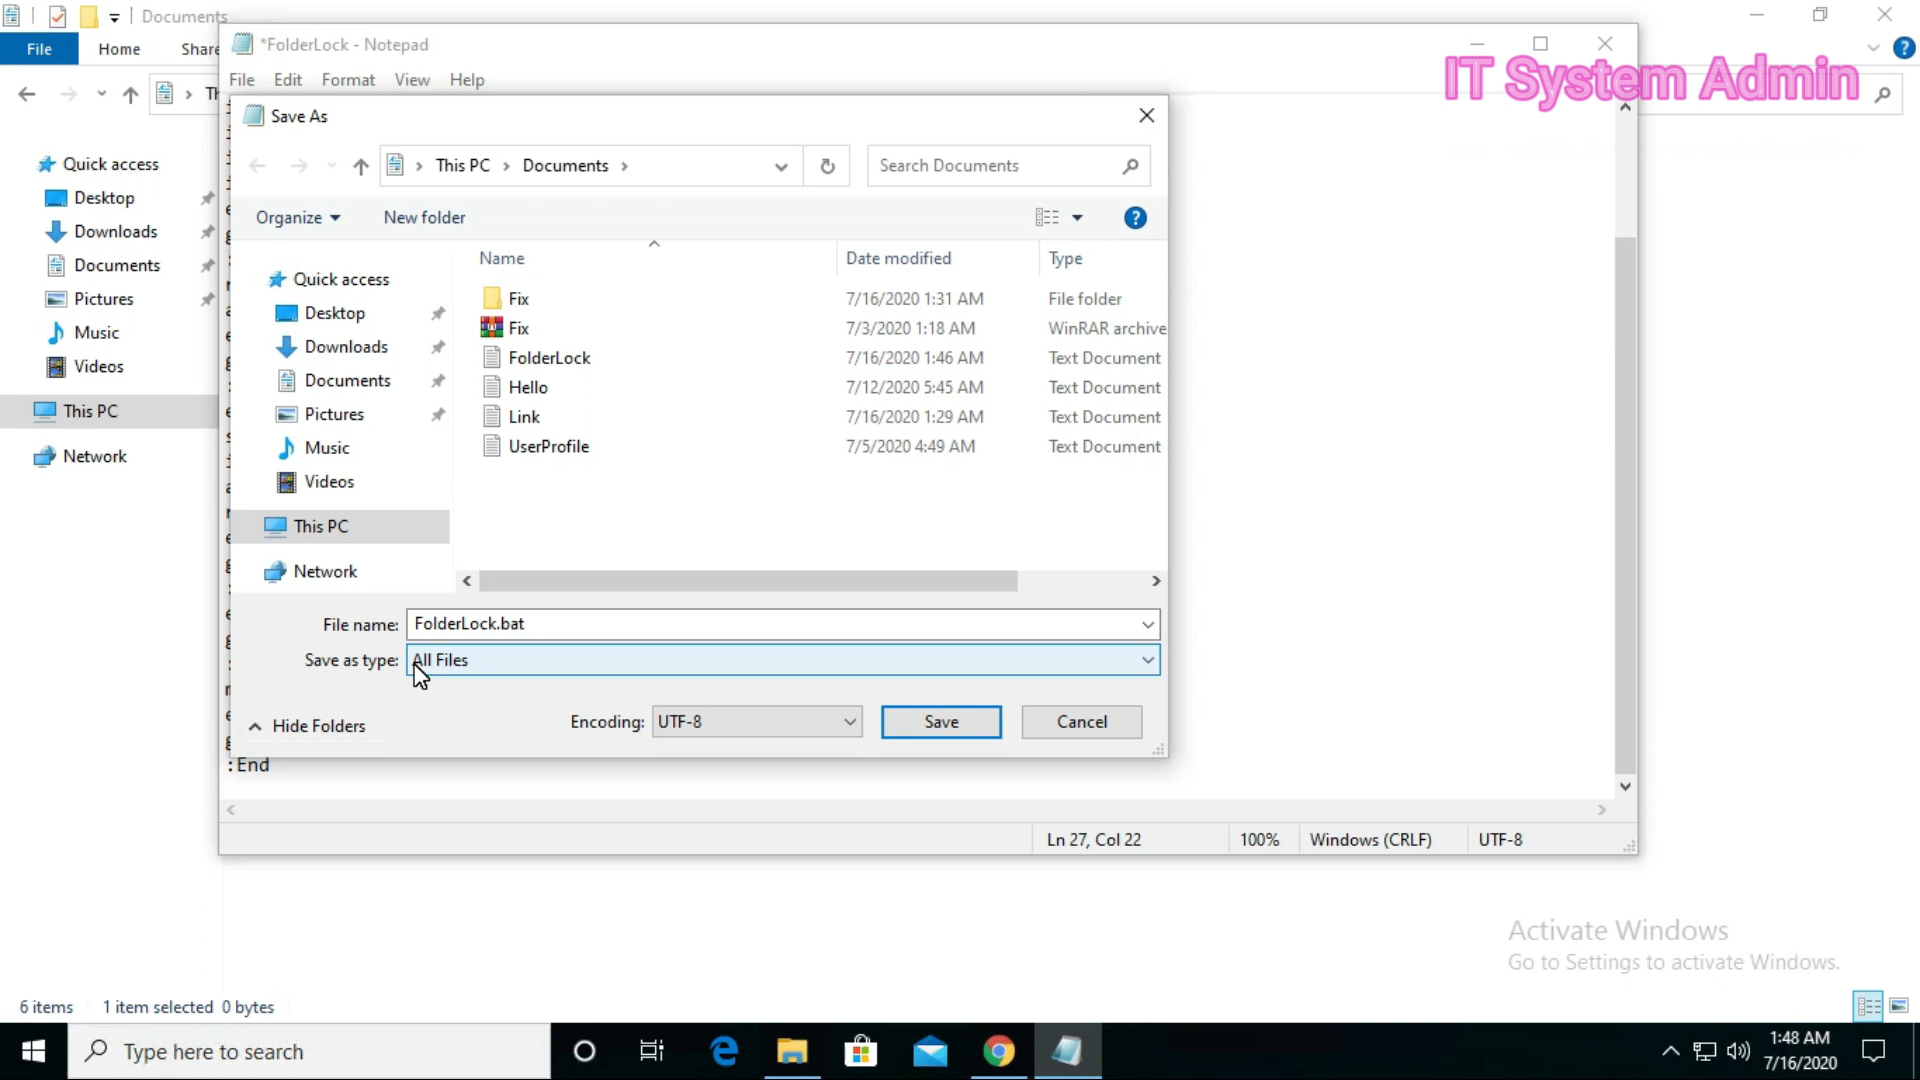 Documents
File
Home
Share
Th
*FolderLock - Notepad
File
Edit
Format
View
Help
IT System Admin
Save As
This PC
Documents
Search Documents
Organize
New folder
Name
Date modified
Type
Fix
7/16/2020 1:31 AM
File folder
Fix
7/3/2020 1:18 AM
WinRAR archive
FolderLock
7/16/2020 1:46 AM
Text Document
Hello
7/12/2020 5:45 AM
Text Document
Link
7/16/2020 1:29 AM
Text Document
UserProfile
7/5/2020 4:49 AM
Text Document
Quick access
Desktop
Downloads
Documents
Pictures
Music
Videos
This PC
Network
Quick access
Desktop
Downloads
Documents
Pictures
Music
Videos
This PC
Network
File name:
FolderLock.bat
Save as type:
All Files
Hide Folders
Encoding:
UTF-8
Save
Cancel
:End
Ln 27, Col 22
100%
Windows (CRLF)
UTF-8
Activate Windows
Go to Settings to activate Windows.
6 items
1 item selected 0 bytes
Type here to search
1:48 AM
7/16/2020